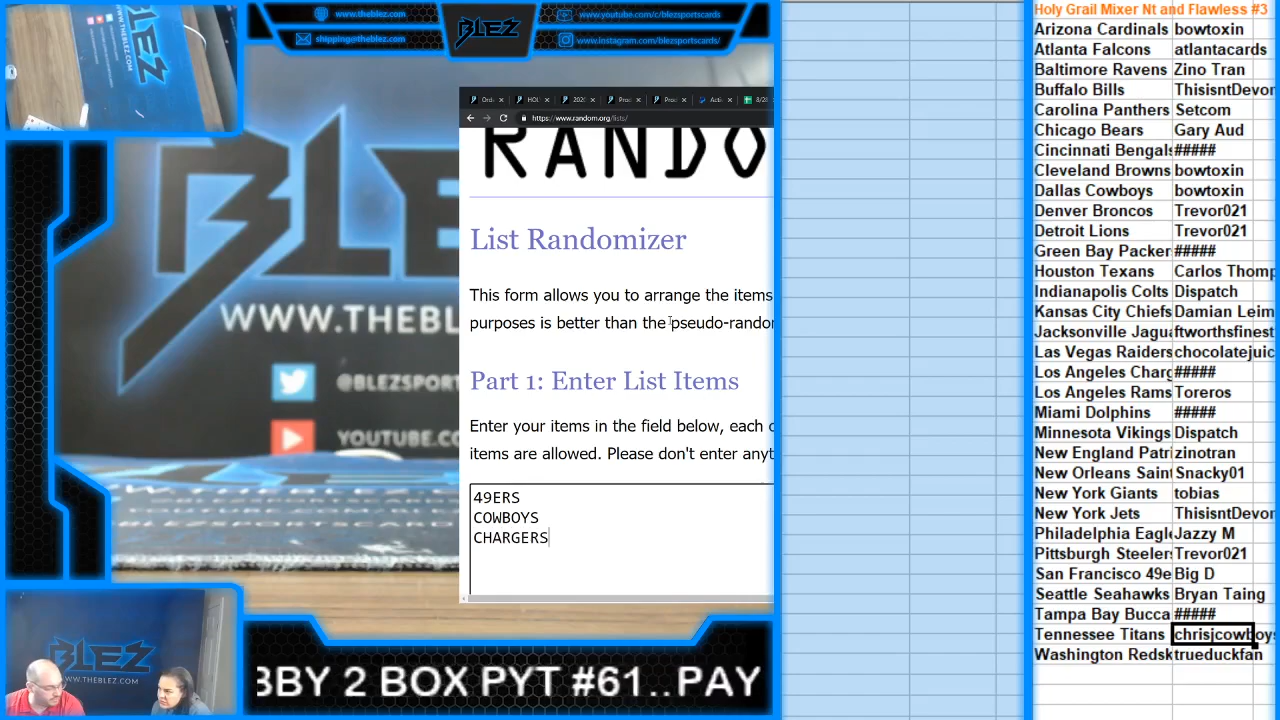 www.theblez.com
shipping@theblez.com
BLEZ
www.youtube.com/c/blezsportscards
www.instagram.com/blezsportscards/
BLEZ
WWW.THEBL
@BLEZSPORT
YOUTUBE.CO
https://www.random.org/lists/
RANDO
List Randomizer
This form allows you to arrange the items
purposes is better than the pseudo-randor
Part 1: Enter List Items
Enter your items in the field below, each
items are allowed. Please don't enter anyt
49ERS
COWBOYS
CHARGERS
BLEZ
WWW.THEBLEZ.COM
BBY 2 BOX PYT #61..PAY
Holy Grail Mixer Nt and Flawless #3
Arizona Cardinals bowtoxin
Atlanta Falcons atlantacards
Baltimore Ravens Zino Tran
Buffalo Bills ThisisntDevor
Carolina Panthers Setcom
Chicago Bears Gary Aud
Cincinnati Bengals #####
Cleveland Browns bowtoxin
Dallas Cowboys bowtoxin
Denver Broncos Trevor021
Detroit Lions Trevor021
Green Bay Packer #####
Houston Texans Carlos Thomp
Indianapolis Colts Dispatch
Kansas City Chiefs Damian Leim
Jacksonville Jagua ftworthsfinest
Las Vegas Raiders chocolatejuic
Los Angeles Charg #####
Los Angeles Rams Toreros
Miami Dolphins #####
Minnesota Vikings Dispatch
New England Patri zinotran
New Orleans Saint Snacky01
New York Giants tobias
New York Jets ThisisntDevor
Philadelphia Eagle Jazzy M
Pittsburgh Steelers Trevor021
San Francisco 49e Big D
Seattle Seahawks Bryan Taing
Tampa Bay Bucca #####
Tennessee Titans chrisjcowboys
Washington Redsk trueduckfan